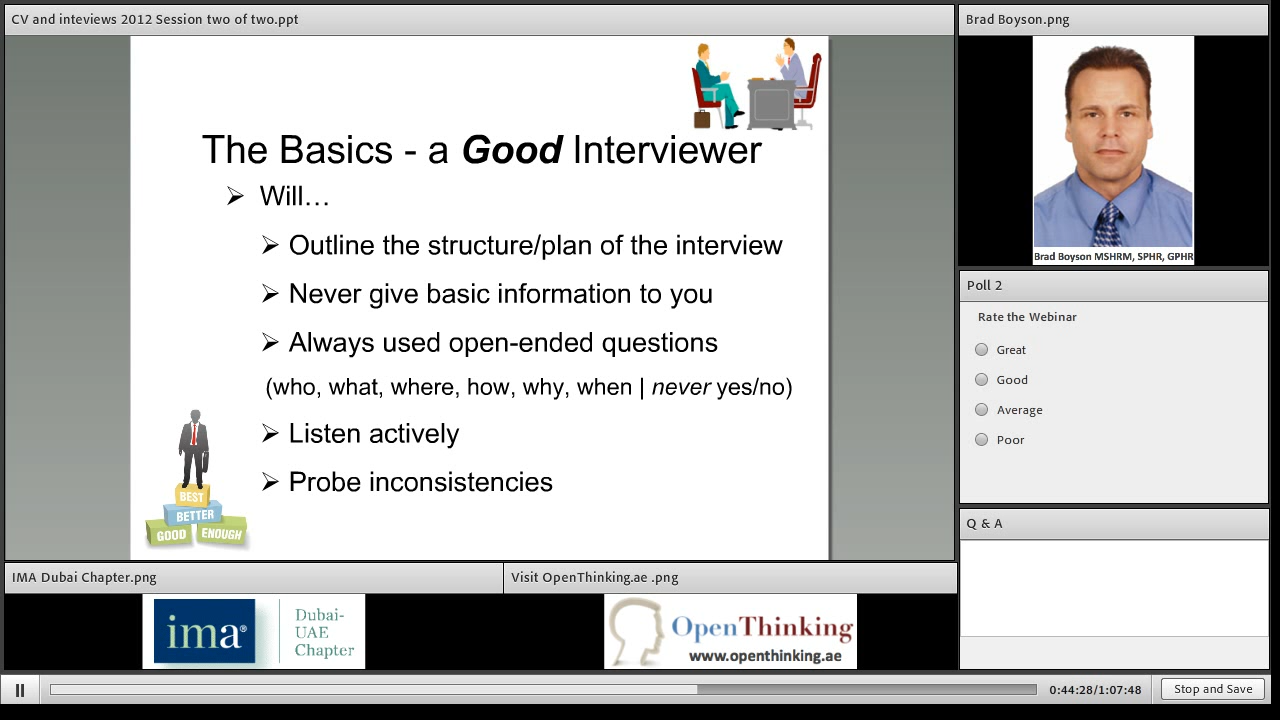 CV and inteviews 2012 Session two of two.ppt
The Basics - a Good Interviewer
➢ Will…
➢ Outline the structure/plan of the interview
➢ Never give basic information to you
➢ Always used open-ended questions
(who, what, where, how, why, when | never yes/no)
➢ Listen actively
➢ Probe inconsistencies
BEST
BETTER
GOOD ENOUGH
Brad Boyson.png
Brad Boyson MSHRM, SPHR, GPHR
Poll 2
Rate the Webinar
Great
Good
Average
Poor
Q & A
IMA Dubai Chapter.png
ima®
Dubai-
UAE
Chapter
Visit OpenThinking.ae .png
OpenThinking
www.openthinking.ae
0:44:28/1:07:48
Stop and Save